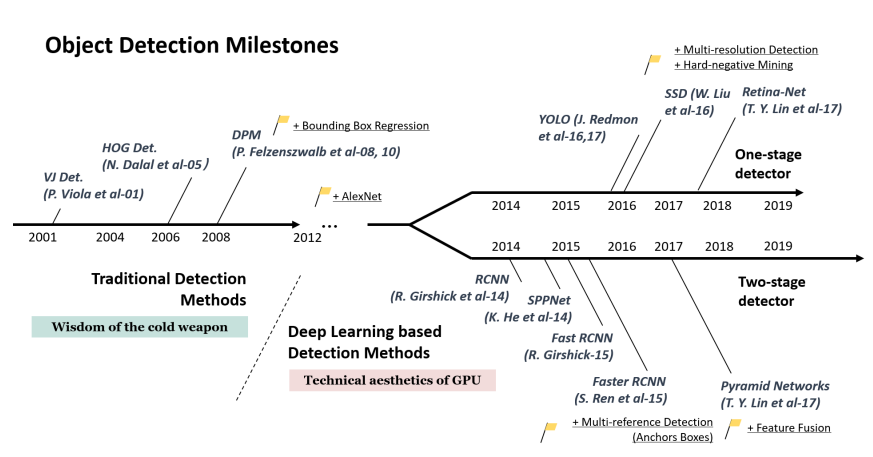 Object Detection Milestones
+ Multi-resolution Detection
+ Hard-negative Mining
VJ Det.
(P. Viola et al-01)
HOG Det.
(N. Dalal et al-05)
DPM
(P. Felzenszwalb et al-08, 10)
+ Bounding Box Regression
+ AlexNet
YOLO (J. Redmon
et al-16,17)
SSD (W. Liu
et al-16)
Retina-Net
(T. Y. Lin et al-17)
One-stage
detector
2014 2015 2016 2017 2018 2019
2001 2004 2006 2008 2012 ...
2014 2015 2016 2017 2018 2019
Two-stage
detector
Traditional Detection
Methods
Wisdom of the cold weapon
Deep Learning based
Detection Methods
Technical aesthetics of GPU
RCNN
(R. Girshick et al-14)
SPPNet
(K. He et al-14)
Fast RCNN
(R. Girshick-15)
Faster RCNN
(S. Ren et al-15)
+ Multi-reference Detection
(Anchors Boxes)
Pyramid Networks
(T. Y. Lin et al-17)
+ Feature Fusion